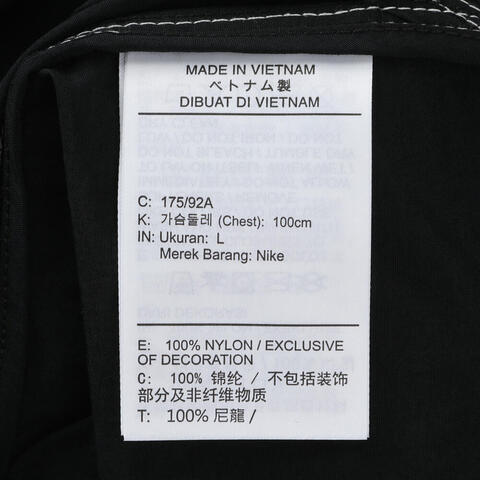 MADE IN VIETNAM
ベトナム製
DIBUAT DI VIETNAM
C: 175/92A
K: 가슴둘레 (Chest): 100cm
IN: Ukuran: L
Merek Barang: Nike
E: 100% NYLON / EXCLUSIVE
OF DECORATION
C: 100% 锦纶 / 不包括装饰
部分及非纤维物质
T: 100% 尼龍 /